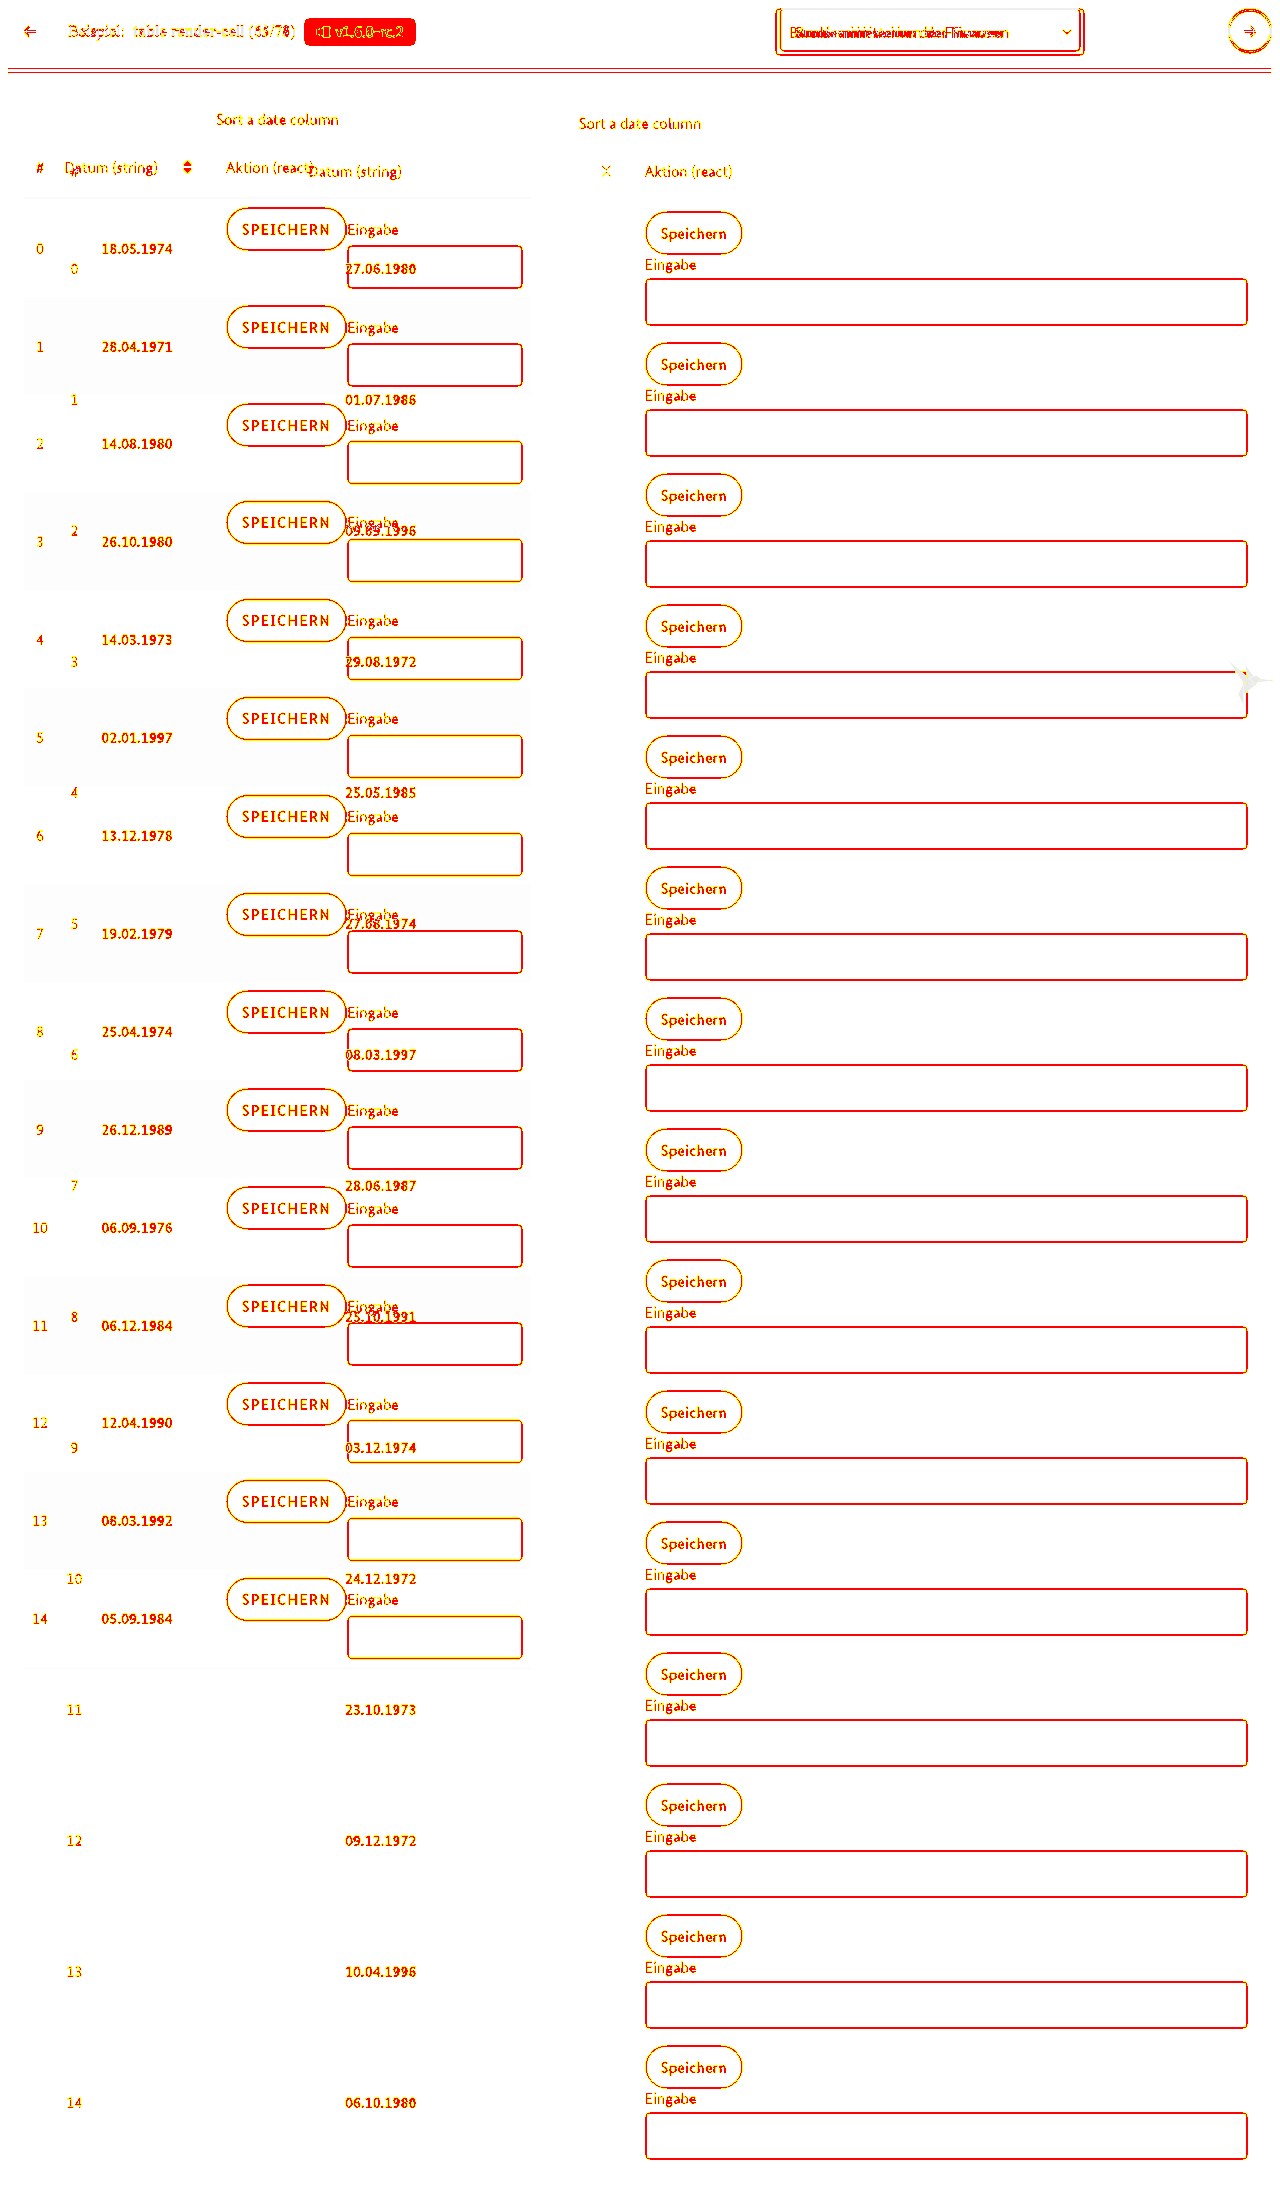 Beispiel: table render-cell (65/78) v1.6.0-rc.2
Sort a date column
Sort a date column
# Datum (string) Aktion (react)
# Datum (string) Aktion (react)
SPEICHERN Eingabe
Speichern
0 18.05.1974
Eingabe
0 27.06.1980
SPEICHERN Eingabe
1 28.04.1971
Speichern
Eingabe
1 01.07.1986
SPEICHERN Eingabe
2 14.08.1980
Speichern
SPEICHERN Eingabe
Eingabe
2 09.09.1996
3 26.10.1980
SPEICHERN Eingabe
Speichern
4 14.03.1973
Eingabe
3 29.08.1972
SPEICHERN Eingabe
5 02.01.1997
Speichern
Eingabe
4 25.05.1985
SPEICHERN Eingabe
6 13.12.1978
Speichern
SPEICHERN Eingabe
Eingabe
5 27.08.1974
7 19.02.1979
SPEICHERN Eingabe
Speichern
8 25.04.1974
Eingabe
6 08.03.1997
SPEICHERN Eingabe
9 26.12.1989
Speichern
Eingabe
7 28.06.1987
SPEICHERN Eingabe
10 06.09.1976
Speichern
SPEICHERN Eingabe
Eingabe
8 25.10.1991
11 06.12.1984
SPEICHERN Eingabe
Speichern
12 12.04.1990
Eingabe
9 03.12.1974
SPEICHERN Eingabe
13 08.03.1992
Speichern
Eingabe
10 24.12.1972
SPEICHERN Eingabe
14 05.09.1984
Speichern
Eingabe
11 23.10.1973
Speichern
Eingabe
12 09.12.1972
Speichern
Eingabe
13 10.04.1996
Speichern
Eingabe
14 06.10.1980